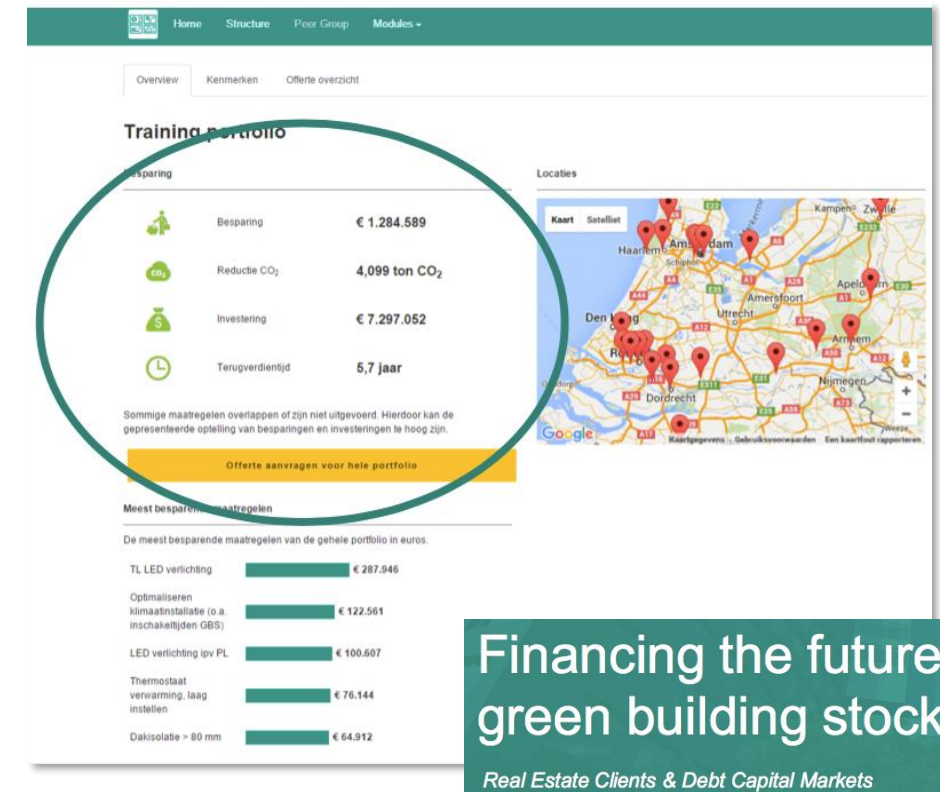 Home Structure Peer Group Modules
Overview Kenmerken Offerte overzicht
Training portfolio
Besparing
Besparing € 1.284.589
Reductie CO₂ 4,099 ton CO₂
Investering € 7.297.052
Terugverdientijd 5,7 jaar
Sommige maatregelen overlappen of zijn niet uitgevoerd. Hierdoor kan de
gepresenteerde optelling van besparingen en investeringen te hoog zijn.
Offerte aanvragen voor hele portfolio
Meest besparende maatregelen
De meest besparende maatregelen van de gehele portfolio in euros.
TL LED verlichting € 287.946
Optimaliseren
klimaatinstallatie (o.a. € 122.561
inschakeltijden GBS)
LED verlichting ipv PL € 100.607
Thermostaat
verwarming, laag € 76.144
instellen
Dakisolatie > 80 mm € 64.912
Locaties
Kaart Satelliet
Kampen Zwolle
Haarlem Amsterdam
Schiphol
Amersfoort Apeldoorn
Den Haag Utrecht
Arnhem
Nijmegen
Dordrecht
Weeze
Google
Kaartgegevens Gebruiksvoorwaarden Een kaartfout rapporteren
Financing the future
green building stock
Real Estate Clients & Debt Capital Markets